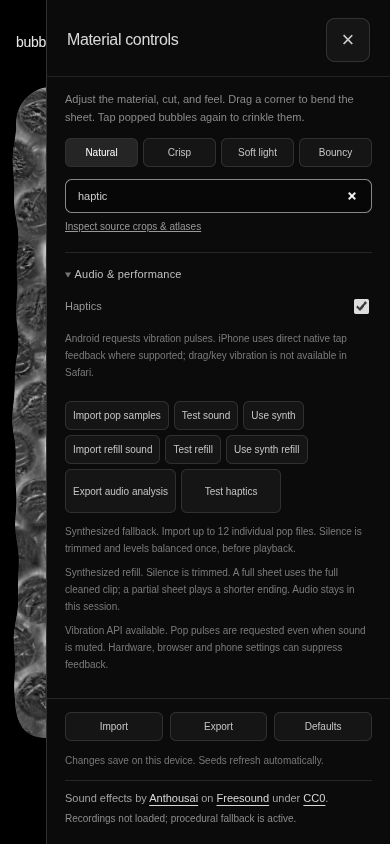 bubb
Material controls
Adjust the material, cut, and feel. Drag a corner to bend the
sheet. Tap popped bubbles again to crinkle them.
Natural Crisp Soft light Bouncy
haptic
Inspect source crops & atlases
Audio & performance
Haptics
Android requests vibration pulses. iPhone uses direct native tap
feedback where supported; drag/key vibration is not available in
Safari.
Import pop samples Test sound Use synth
Import refill sound Test refill Use synth refill
Export audio analysis Test haptics
Synthesized fallback. Import up to 12 individual pop files. Silence is
trimmed and levels balanced once, before playback.
Synthesized refill. Silence is trimmed. A full sheet uses the full
cleaned clip; a partial sheet plays a shorter ending. Audio stays in
this session.
Vibration API available. Pop pulses are requested even when sound
is muted. Hardware, browser and phone settings can suppress
feedback.
Import Export Defaults
Changes save on this device. Seeds refresh automatically.
Sound effects by Anthousai on Freesound under CC0.
Recordings not loaded; procedural fallback is active.